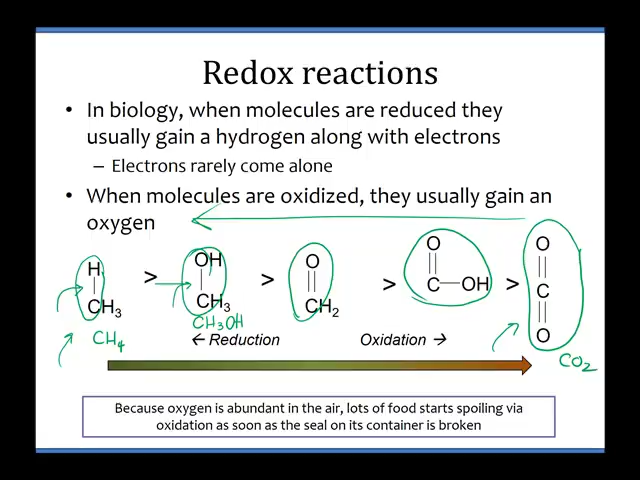 Redox reactions
• In biology, when molecules are reduced they
usually gain a hydrogen along with electrons
– Electrons rarely come alone
• When molecules are oxidized, they usually gain an
oxygen
H
CH3
CH4
>
OH
CH3
CH3OH
>
O
CH2
>
O
C OH
>
O
C
O
CO2
← Reduction
Oxidation →
Because oxygen is abundant in the air, lots of food starts spoiling via
oxidation as soon as the seal on its container is broken